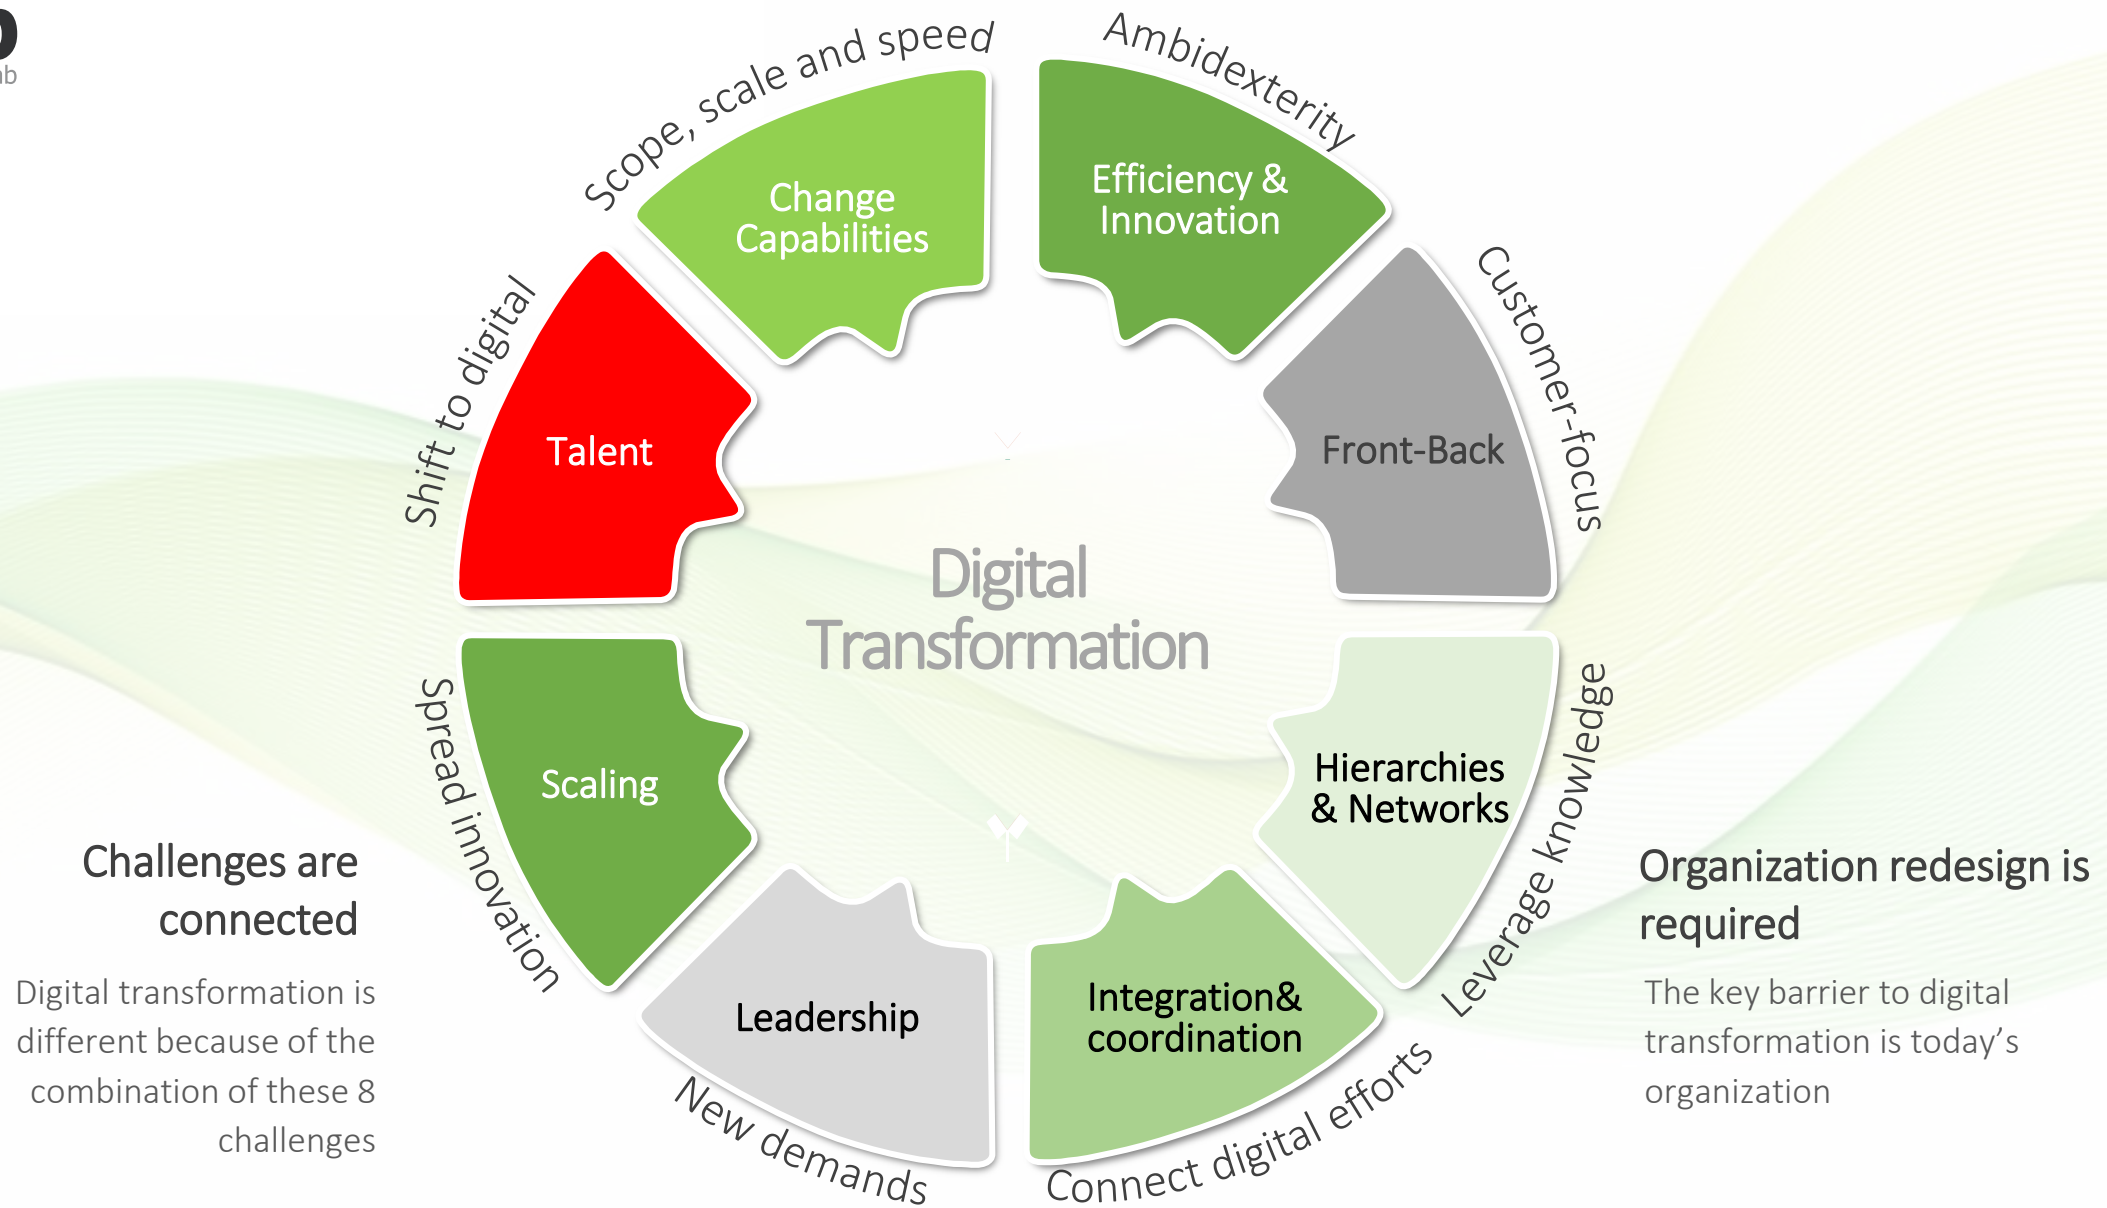 Scope, scale and speed
Ambidexterity
Change
Capabilities
Efficiency &
Innovation
Shift to digital
Customer-focus
Talent
Front-Back
Digital
Transformation
Spread innovation
Leverage knowledge
Scaling
Hierarchies
& Networks
Leadership
Integration&
coordination
New demands
Connect digital efforts
Challenges are
connected
Digital transformation is
different because of the
combination of these 8
challenges
Organization redesign is
required
The key barrier to digital
transformation is today’s
organization